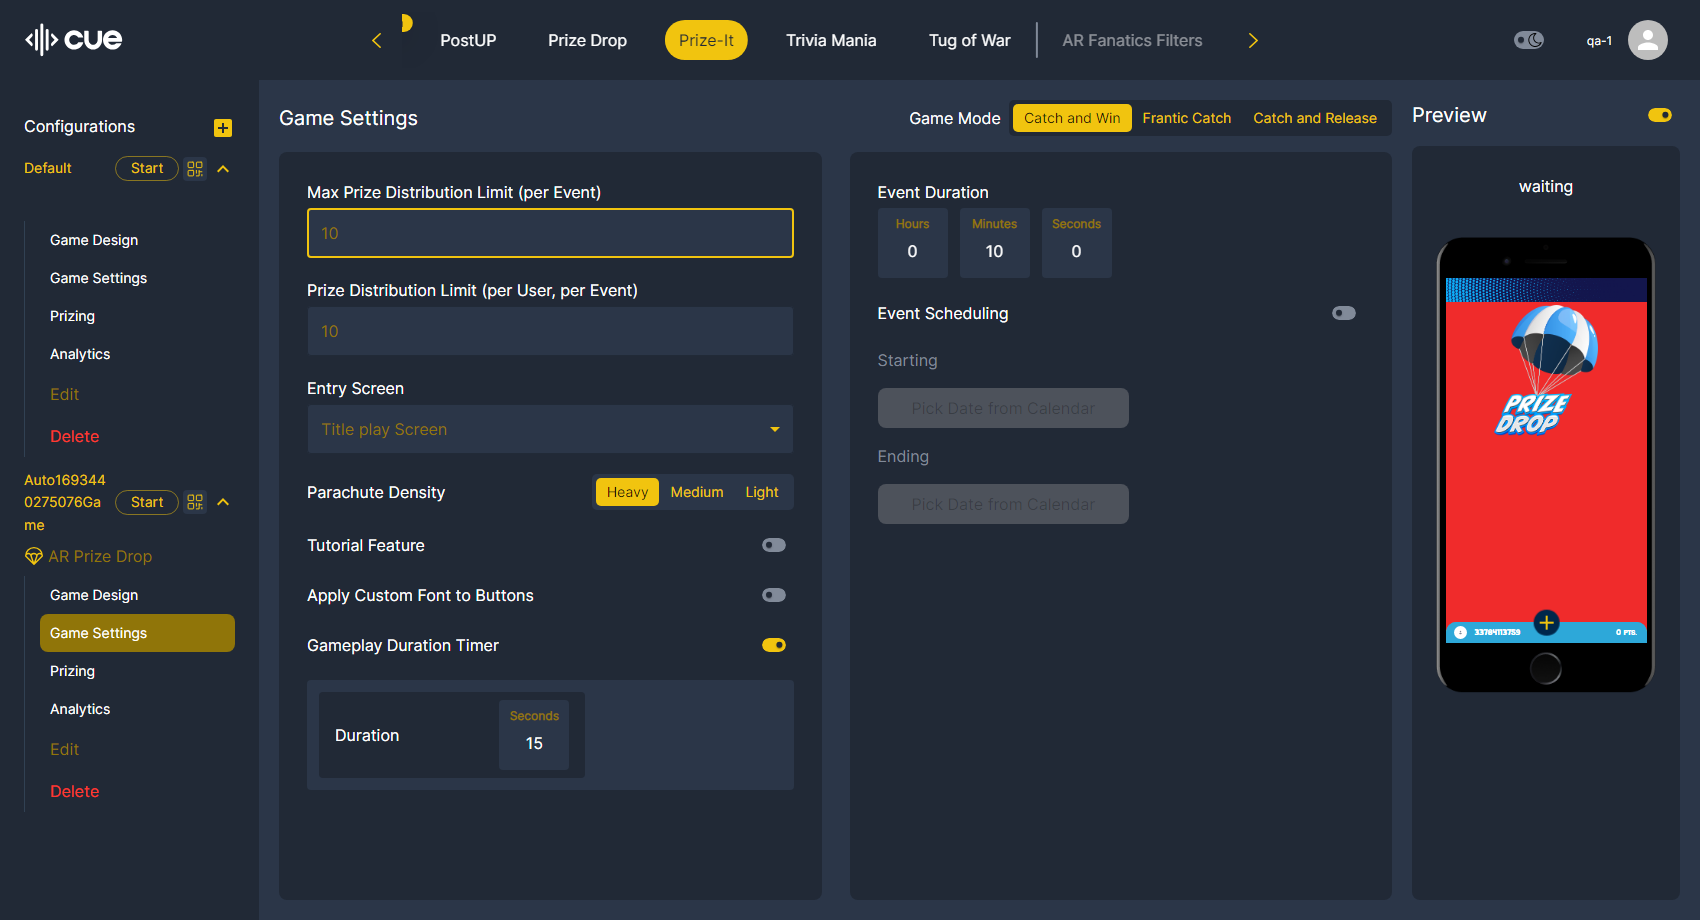 cue
PostUP
Prize Drop
Prize-It
Trivia Mania
Tug of War
AR Fanatics Filters
qa-1
Configurations
Default
Start
Game Design
Game Settings
Pricing
Analytics
Edit
Delete
Auto169344
0275076Ga
me
Start
AR Prize Drop
Game Design
Game Settings
Prizing
Analytics
Edit
Delete
Game Settings
Game Mode
Catch and Win
Frantic Catch
Catch and Release
Max Prize Distribution Limit (per Event)
10
Prize Distribution Limit (per User, per Event)
10
Entry Screen
Title play Screen
Parachute Density
Heavy
Medium
Light
Tutorial Feature
Apply Custom Font to Buttons
Gameplay Duration Timer
Duration
Seconds
15
Event Duration
Hours
0
Minutes
10
Seconds
0
Event Scheduling
Starting
Pick Date from Calendar
Ending
Pick Date from Calendar
Preview
waiting
PRIZE
DROP
33764113759
0 PTS.